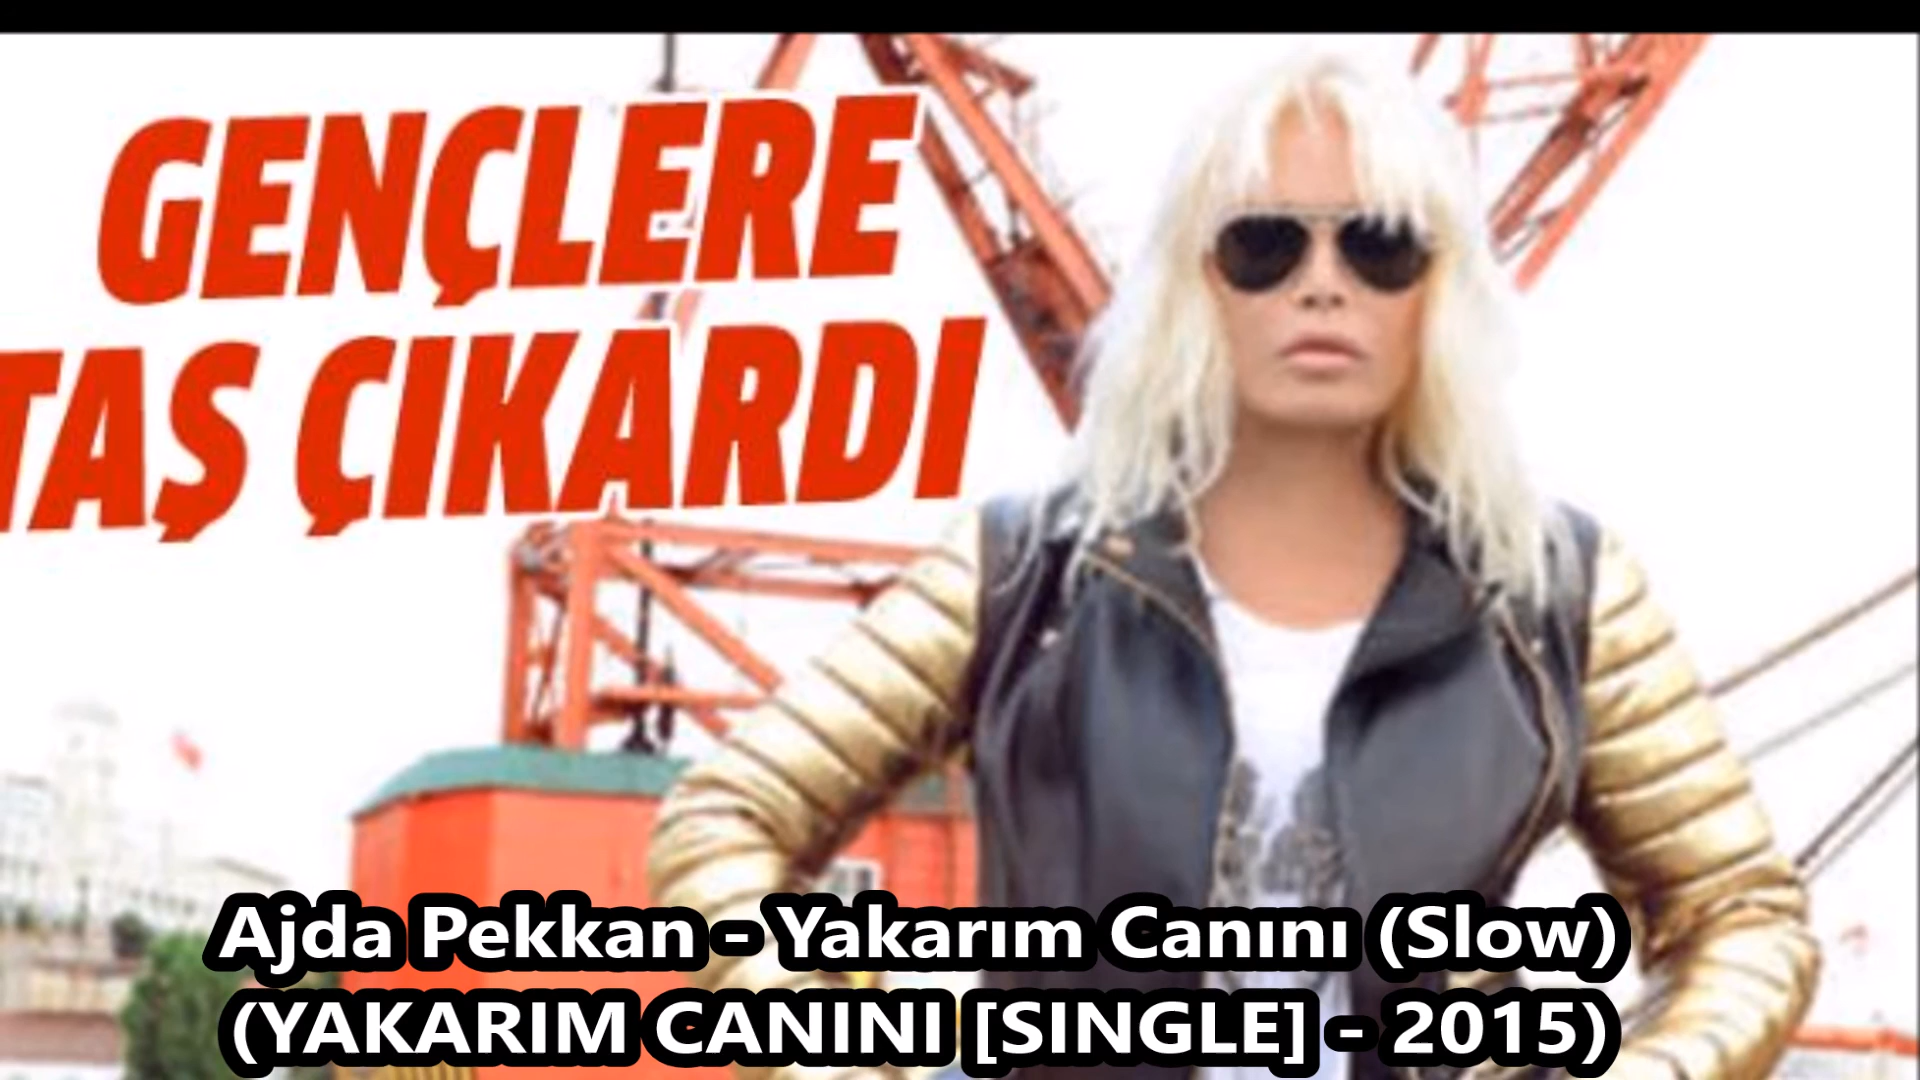 GENÇLERE
TAŞ ÇIKARDI
Ajda Pekkan - Yakarım Canını (Slow)
(YAKARIM CANINI [SINGLE] - 2015)